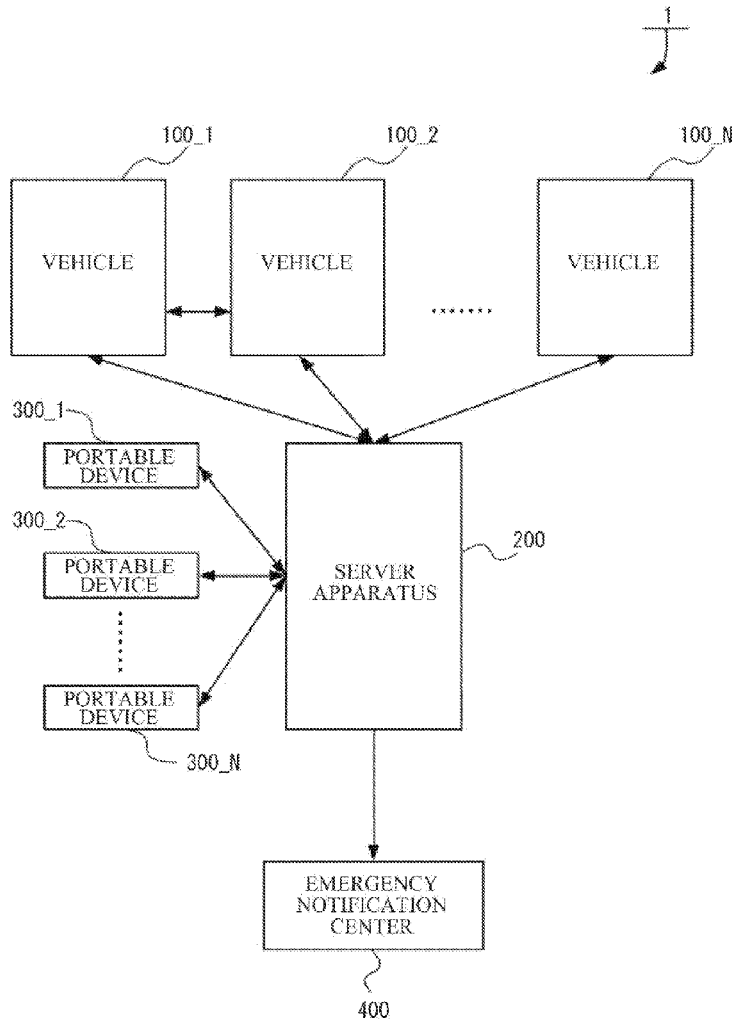 1
100_1
100_2
100_N
VEHICLE
VEHICLE
VEHICLE
300_1
PORTABLE
DEVICE
300_2
PORTABLE
DEVICE
PORTABLE
DEVICE
300_N
SERVER
APPARATUS
200
EMERGENCY
NOTIFICATION
CENTER
400